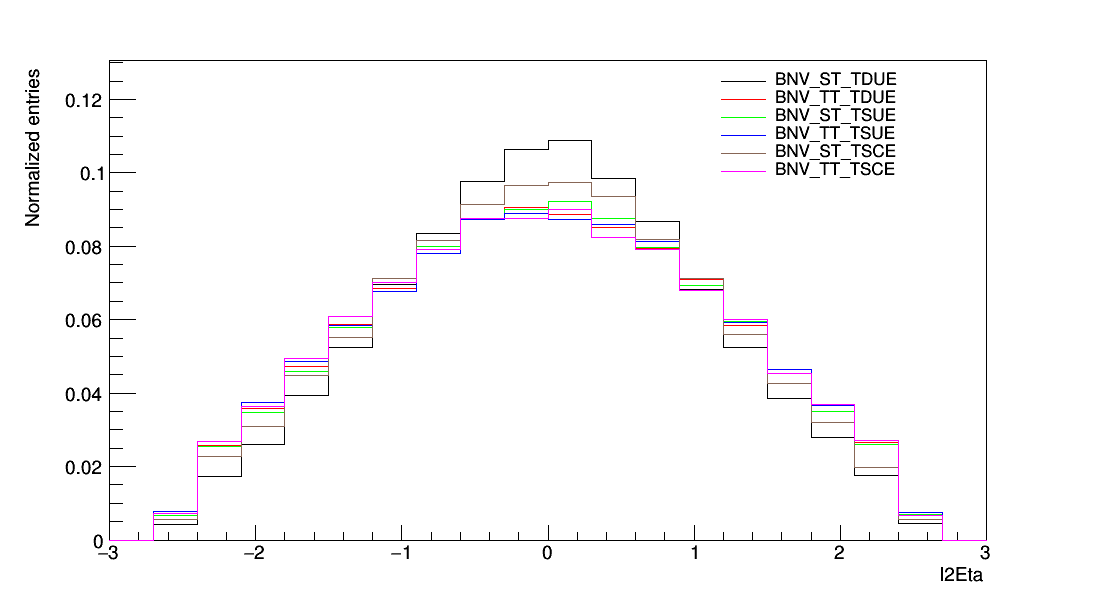 Normalized entries
BNV_ST_TDUE
BNV_TT_TDUE
BNV_ST_TSUE
BNV_TT_TSUE
BNV_ST_TSCE
BNV_TT_TSCE
0.12
0.1
0.08
0.06
0.04
0.02
0
−3 −2 −1 0 1 2 3
l2Eta